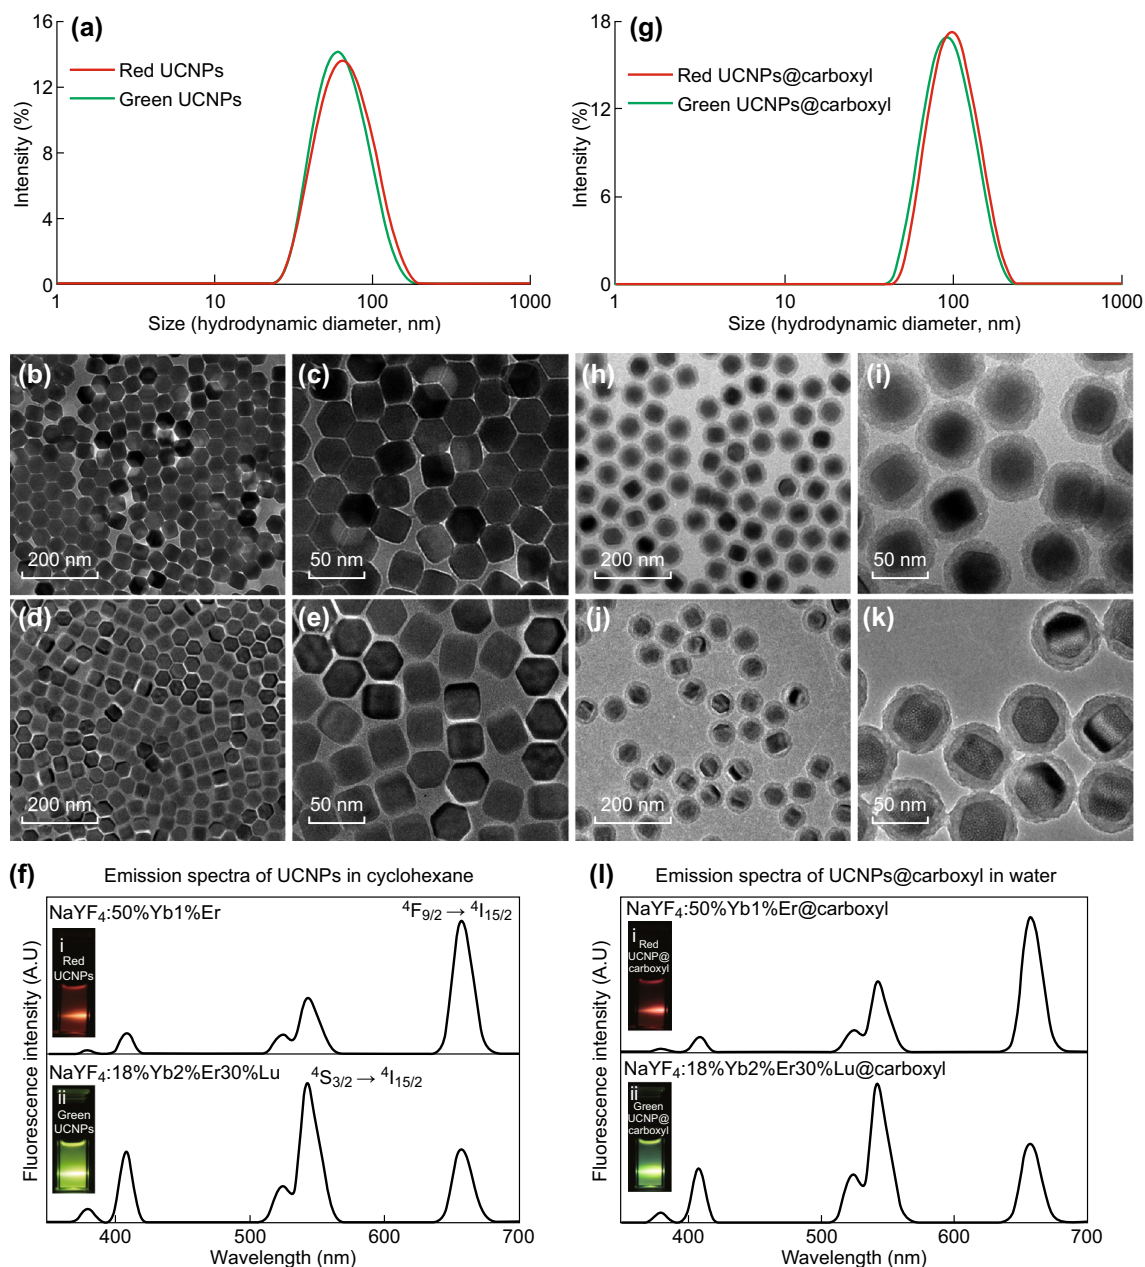 (a)
16
12
8
4
0
Intensity (%)
Red UCNPs
Green UCNPs
1
10
100
1000
Size (hydrodynamic diameter, nm)
(g)
18
12
6
0
Intensity (%)
Red UCNPs@carboxyl
Green UCNPs@carboxyl
1
10
100
1000
Size (hydrodynamic diameter, nm)
(b)
200 nm
(c)
50 nm
(h)
200 nm
(i)
50 nm
(d)
200 nm
(e)
50 nm
(j)
200 nm
(k)
50 nm
(f)
Emission spectra of UCNPs in cyclohexane
Fluorescence intensity (A.U)
NaYF₄:50%Yb1%Er
⁴F₉/₂ → ⁴I₁₅/₂
i
Red
UCNPs
NaYF₄:18%Yb2%Er30%Lu
⁴S₃/₂ → ⁴I₁₅/₂
ii
Green
UCNPs
400
500
600
700
Wavelength (nm)
(l)
Emission spectra of UCNPs@carboxyl in water
Fluorescence intensity (A.U)
NaYF₄:50%Yb1%Er@carboxyl
i
Red
UCNP@
carboxyl
NaYF₄:18%Yb2%Er30%Lu@carboxyl
ii
Green
UCNP@
carboxyl
400
500
600
700
Wavelength (nm)